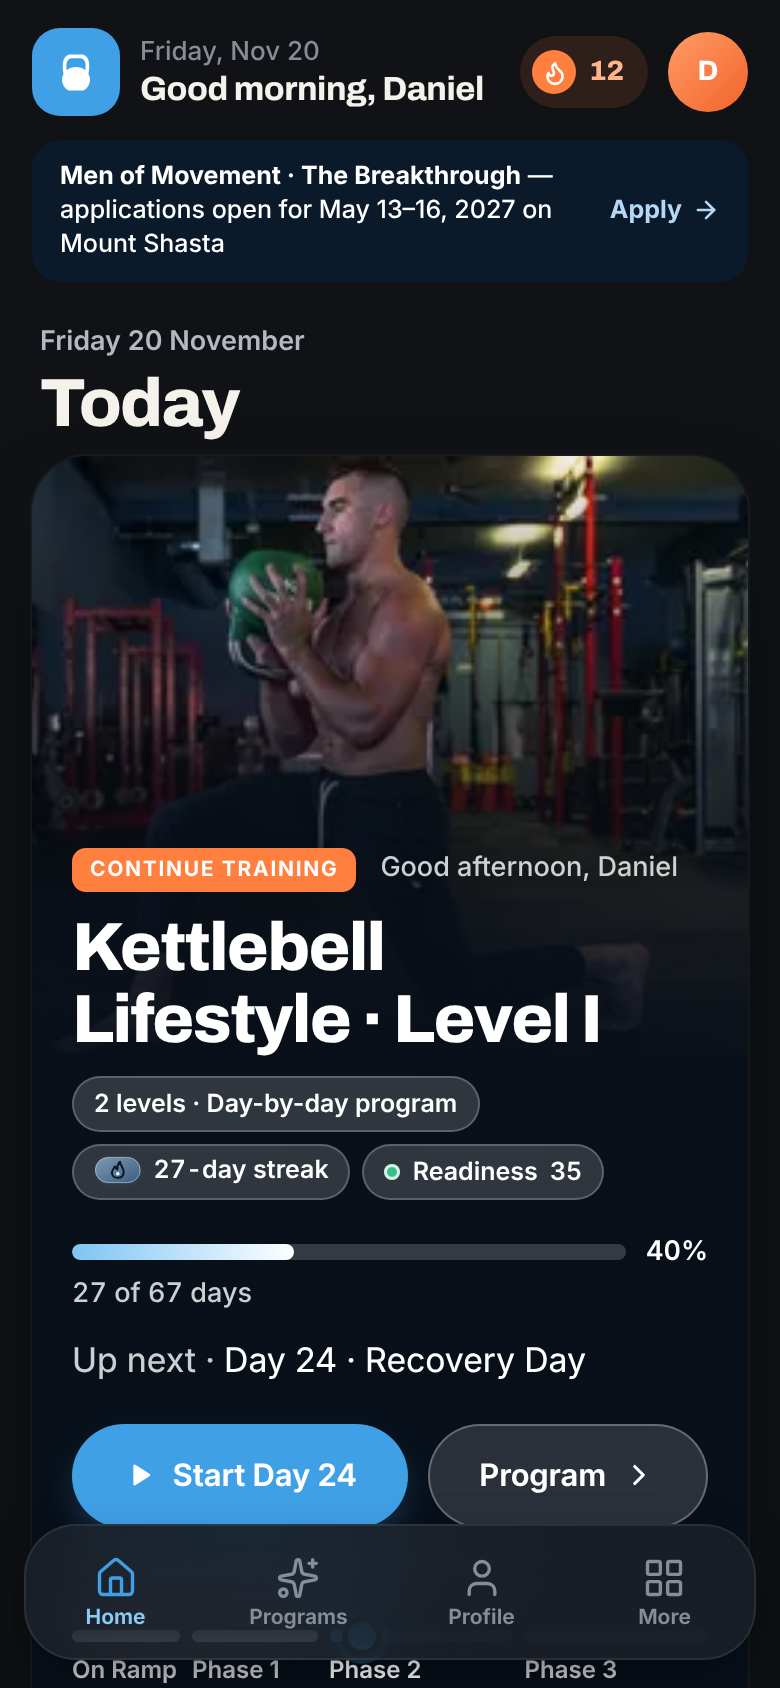 Friday, Nov 20
Good morning, Daniel
12
D
Men of Movement · The Breakthrough —
applications open for May 13–16, 2027 on
Mount Shasta
Apply
Friday 20 November
Today
CONTINUE TRAINING
Good afternoon, Daniel
Kettlebell
Lifestyle · Level I
2 levels · Day-by-day program
27-day streak
Readiness 35
40%
27 of 67 days
Up next · Day 24 · Recovery Day
Start Day 24
Program
Home
Programs
Profile
More
On Ramp
Phase 1
Phase 2
Phase 3